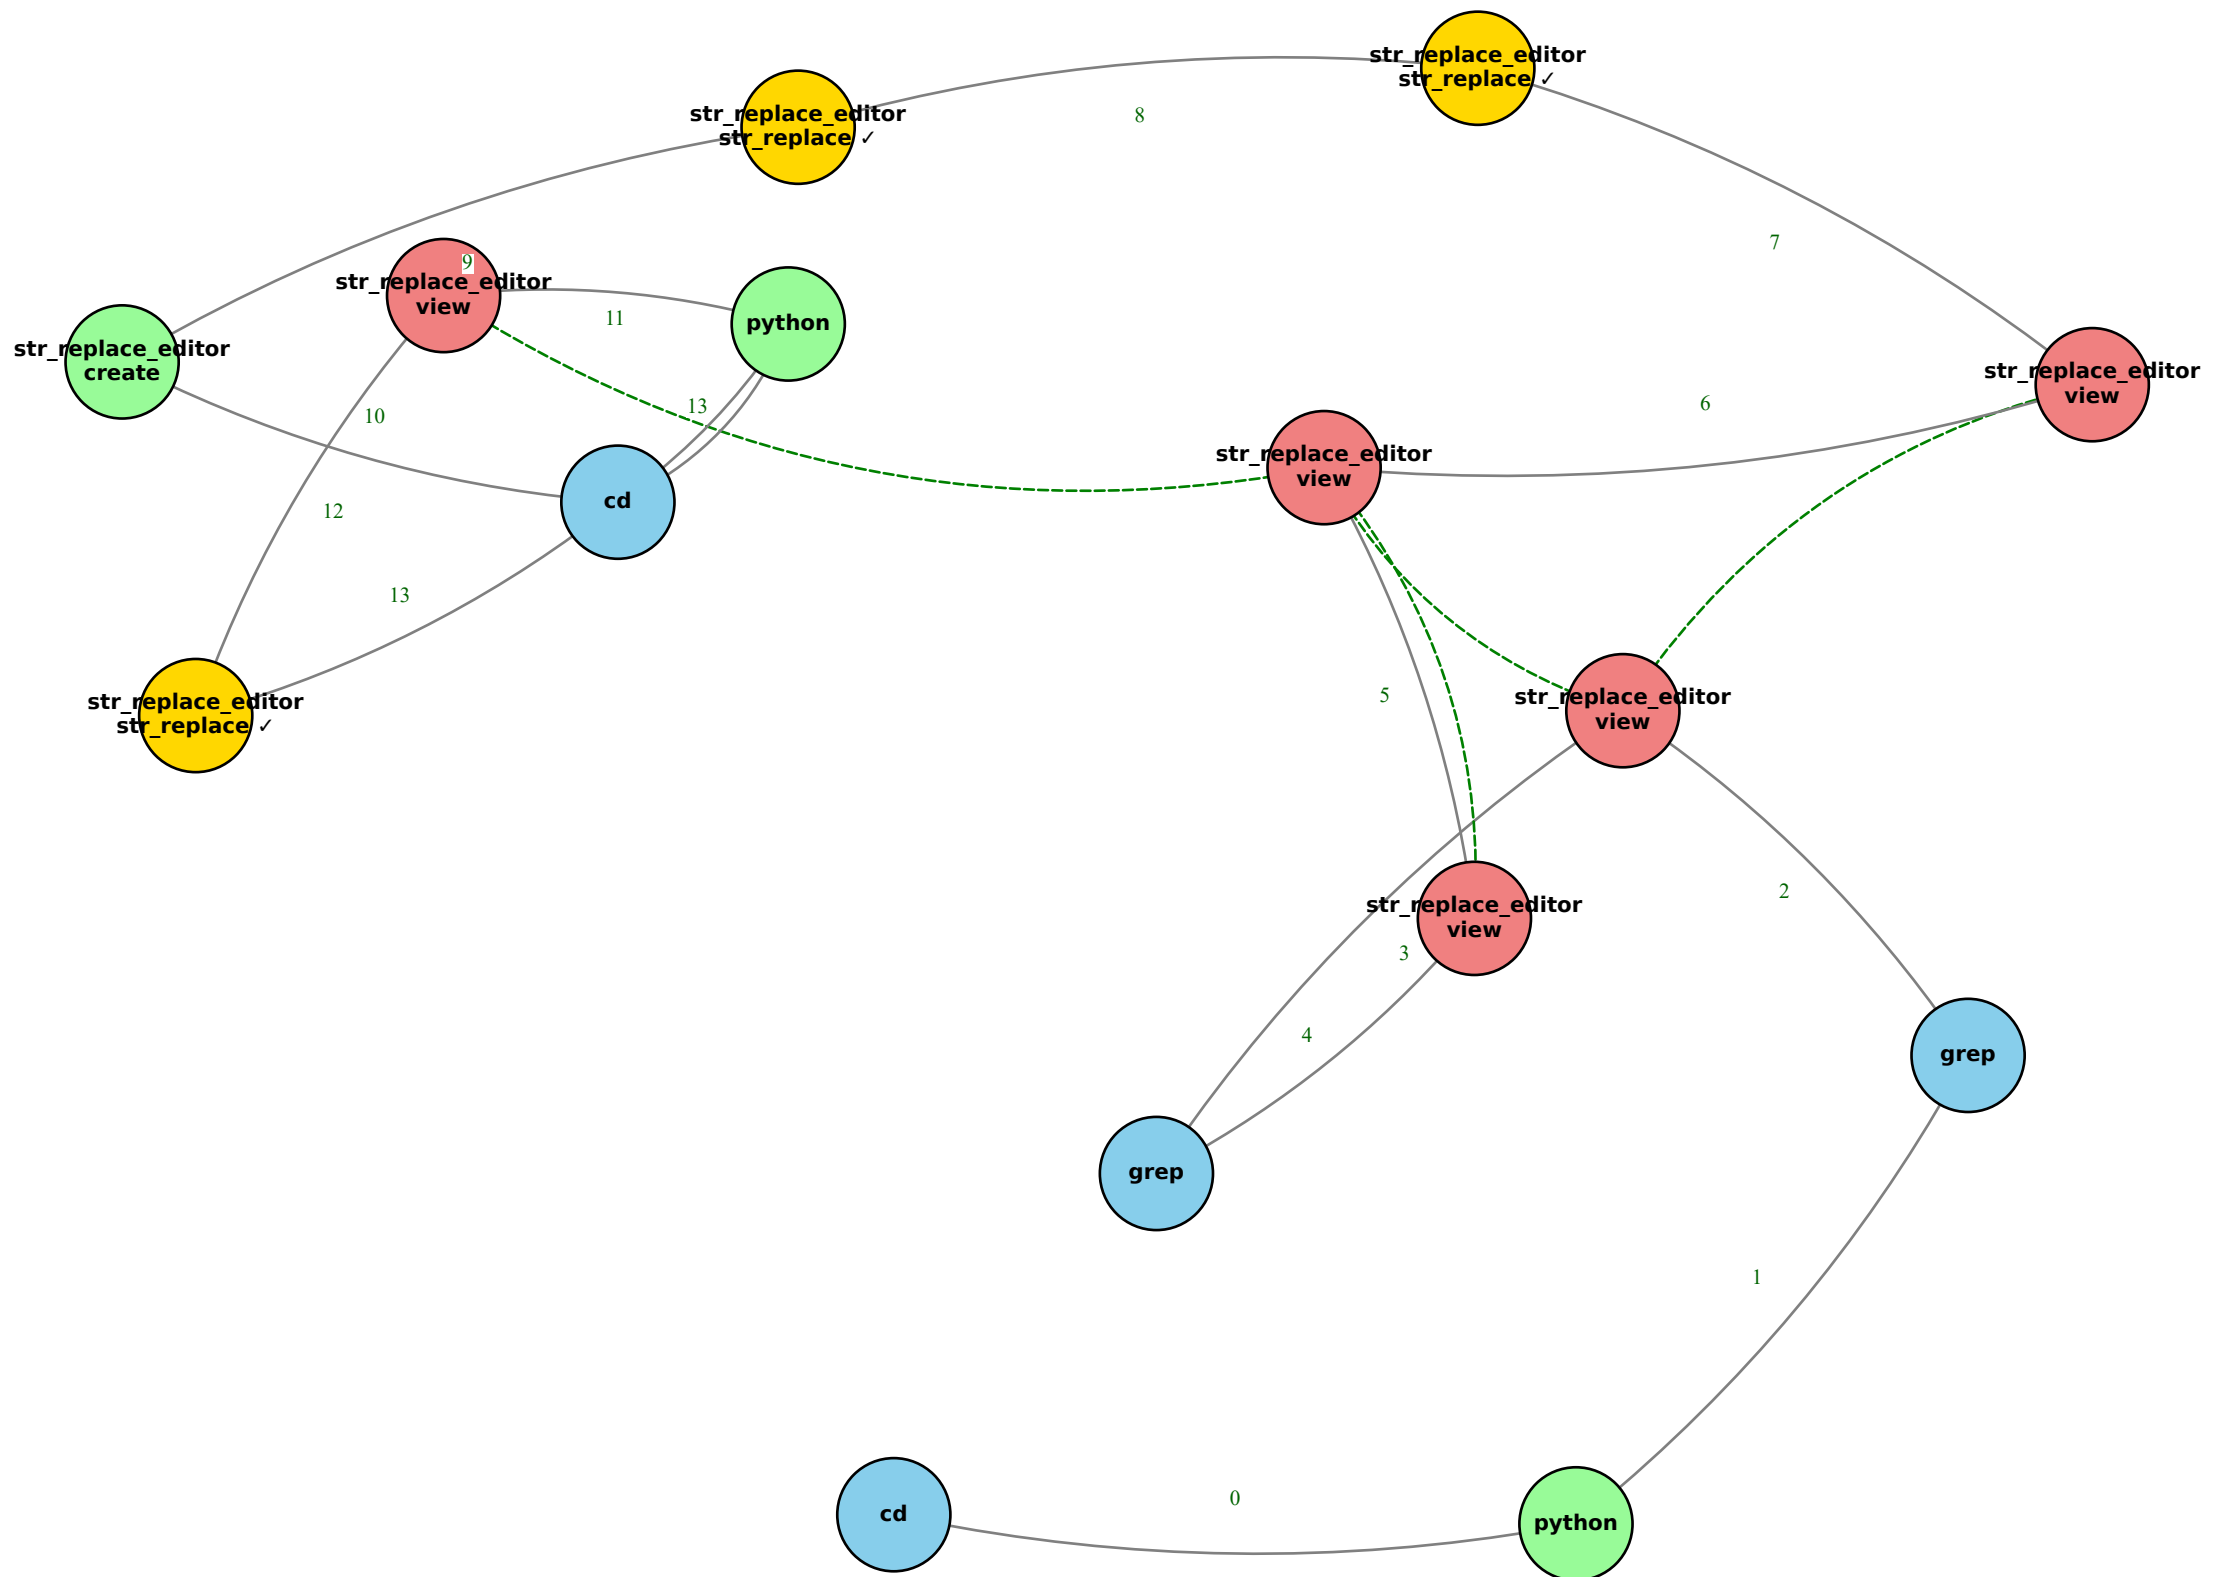 str_replace_editor
str_replace ✓
str_replace_editor
str_replace ✓
8
7
9
str_replace_editor
view
11
python
str_replace_editor
create
str_replace_editor
view
10
13
6
str_replace_editor
view
cd
12
13
5
str_replace_editor
str_replace ✓
str_replace_editor
view
2
str_replace_editor
view
3
4
grep
grep
1
0
cd
python